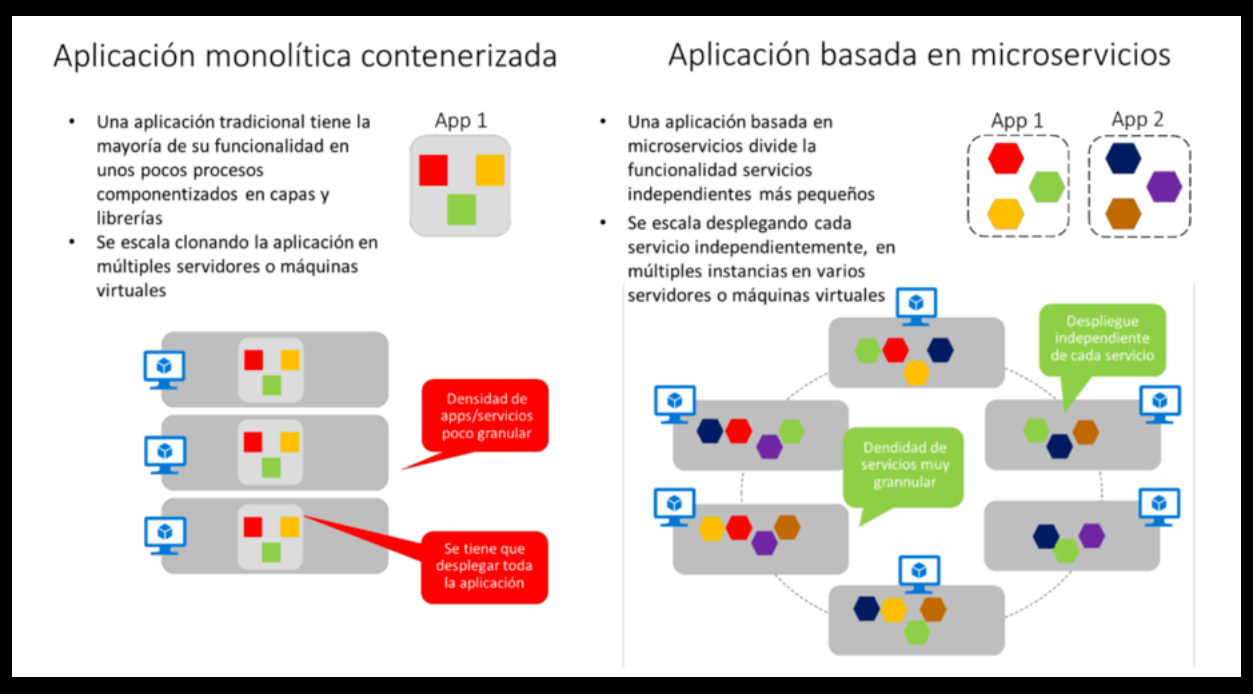 Aplicación monolítica contenerizada
• Una aplicación tradicional tiene la
mayoría de su funcionalidad en
unos pocos procesos
componentizados en capas y
librerías
• Se escala clonando la aplicación en
múltiples servidores o máquinas
virtuales
App 1
Densidad de
apps/servicios
poco granular
Se tiene que
desplegar toda
la aplicación
Aplicación basada en microservicios
• Una aplicación basada en
microservicios divide la
funcionalidad servicios
independientes más pequeños
• Se escala desplegando cada
servicio independientemente, en
múltiples instancias en varios
servidores o máquinas virtuales
App 1
App 2
Despliegue
independiente
de cada servicio
Dendidad de
servicios muy
grannular